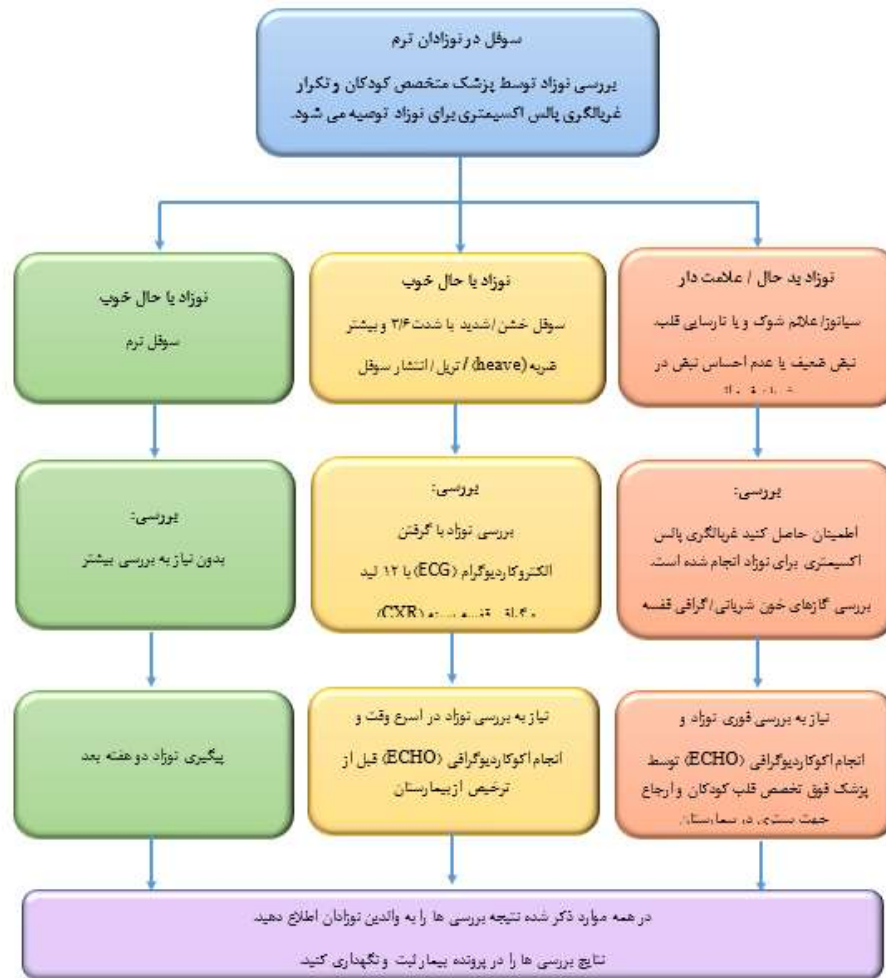 سوفل در نوزادان ترم
بررسی نوزاد توسط پزشک متخصص کودکان و تکرار
غربالگری پالس اکسیمتری برای نوزاد توصیه می شود.
نوزاد بد حال / علامت دار
سیانوز/علائم شوک و یا نارسایی قلب.
نبض ضعیف یا عدم احساس نبض در
نوزاد با حال خوب
سوفل خشن/شدید با شدت ۳/۶ و بیشتر
ضربه (heave)/ تریل/انتشار سوفل
نوزاد با حال خوب
سوفل نرم
بررسی:
اطمینان حاصل کنید غربالگری پالس
اکسیمتری برای نوزاد انجام شده است.
بررسی گازهای خون شریانی/گرافی قفسه
بررسی:
بررسی نوزاد با گرفتن
الکتروکاردیوگرام (ECG) با ۱۲ لید
و گرافی قفسه سینه (CXR)
بررسی:
بدون نیاز به بررسی بیشتر
نیاز به بررسی فوری نوزاد و
انجام اکوکاردیوگرافی (ECHO) توسط
پزشک فوق تخصص قلب کودکان و ارجاع
جهت بستری در بیمارستان
نیاز به بررسی نوزاد در اسرع وقت و
انجام اکوکاردیوگرافی (ECHO) قبل از
ترخیص از بیمارستان
پیگیری نوزاد دو هفته بعد
در همه موارد ذکر شده نتیجه بررسی ها را به والدین نوزادان اطلاع دهید.
نتایج بررسی ها را در پرونده بیمار ثبت و نگهداری کنید.